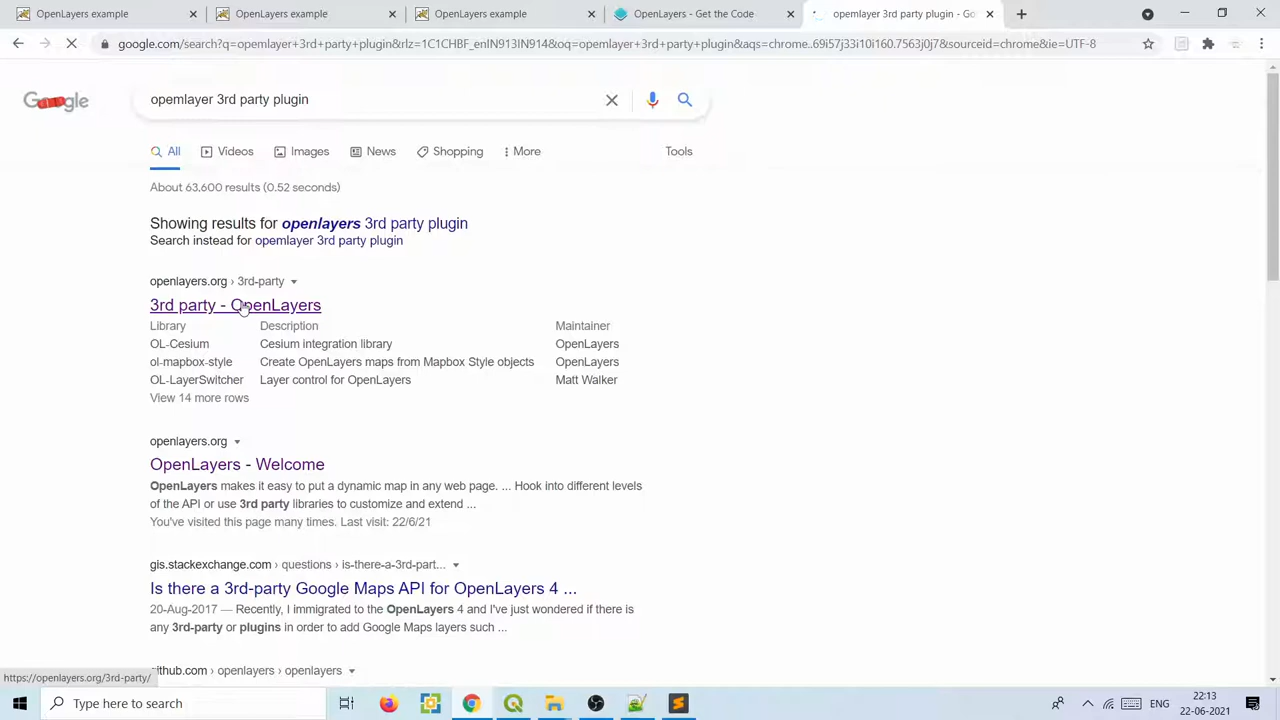 OpenLayers example
OpenLayers example
OpenLayers example
OpenLayers - Get the Code
opemlayer 3rd party plugin - Go
google.com/search?q=opemlayer+3rd+party+plugin&rlz=1C1CHBF_enIN913IN914&oq=opemlayer+3rd+party+plugin&aqs=chrome..69i57j33i10i160.7563j0j7&sourceid=chrome&ie=UTF-8
Google
opemlayer 3rd party plugin
All
Videos
Images
News
Shopping
More
Tools
About 63,600 results (0.52 seconds)
Showing results for openlayers 3rd party plugin
Search instead for opemlayer 3rd party plugin
openlayers.org › 3rd-party
3rd party - OpenLayers
Library Description Maintainer
OL-Cesium Cesium integration library OpenLayers
ol-mapbox-style Create OpenLayers maps from Mapbox Style objects OpenLayers
OL-LayerSwitcher Layer control for OpenLayers Matt Walker
View 14 more rows
openlayers.org
OpenLayers - Welcome
OpenLayers makes it easy to put a dynamic map in any web page. ... Hook into different levels
of the API or use 3rd party libraries to customize and extend ...
You've visited this page many times. Last visit: 22/6/21
gis.stackexchange.com › questions › is-there-a-3rd-part...
Is there a 3rd-party Google Maps API for OpenLayers 4 ...
20-Aug-2017 — Recently, I immigrated to the OpenLayers 4 and I've just wondered if there is
any 3rd-party or plugins in order to add Google Maps layers such ...
github.com › openlayers › openlayers
https://openlayers.org/3rd-party/
Type here to search
ENG
22:13
22-06-2021